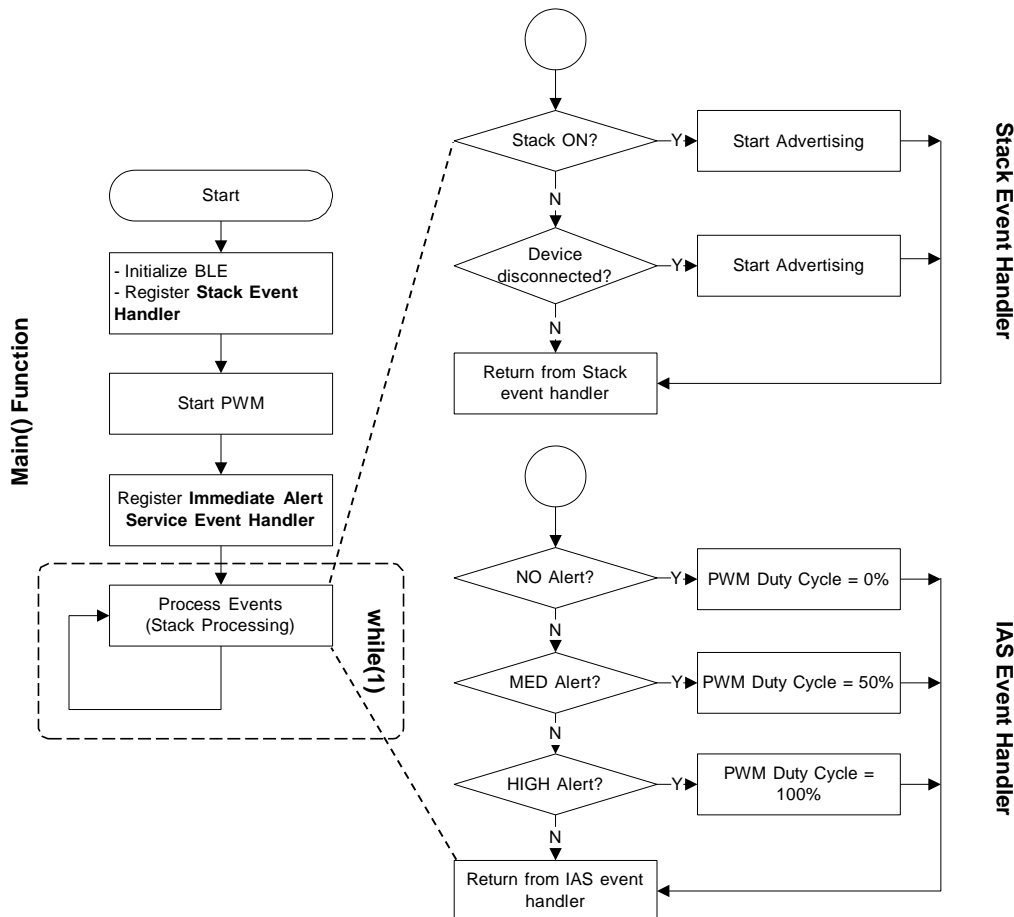 Main() Function
Start
- Initialize BLE
- Register Stack Event
Handler
Start PWM
Register Immediate Alert
Service Event Handler
Process Events
(Stack Processing)
while(1)
Stack ON?
Y
Start Advertising
N
Device
disconnected?
Y
Start Advertising
N
Return from Stack
event handler
Stack Event Handler
NO Alert?
Y
PWM Duty Cycle = 0%
N
MED Alert?
Y
PWM Duty Cycle = 50%
N
HIGH Alert?
Y
PWM Duty Cycle =
100%
N
Return from IAS event
handler
IAS Event Handler